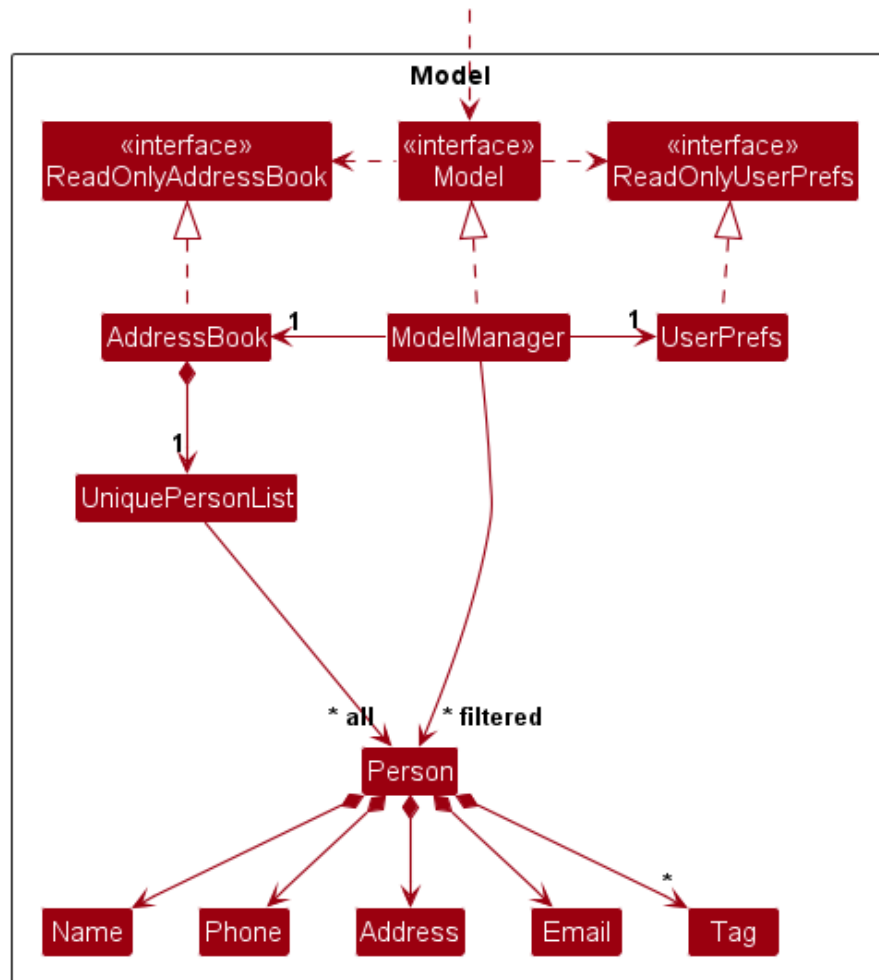 Model
«interface»
ReadOnlyAddressBook
«interface»
Model
«interface»
ReadOnlyUserPrefs
AddressBook
1
ModelManager
1
UserPrefs
1
UniquePersonList
* all
* filtered
Person
*
Name
Phone
Address
Email
Tag